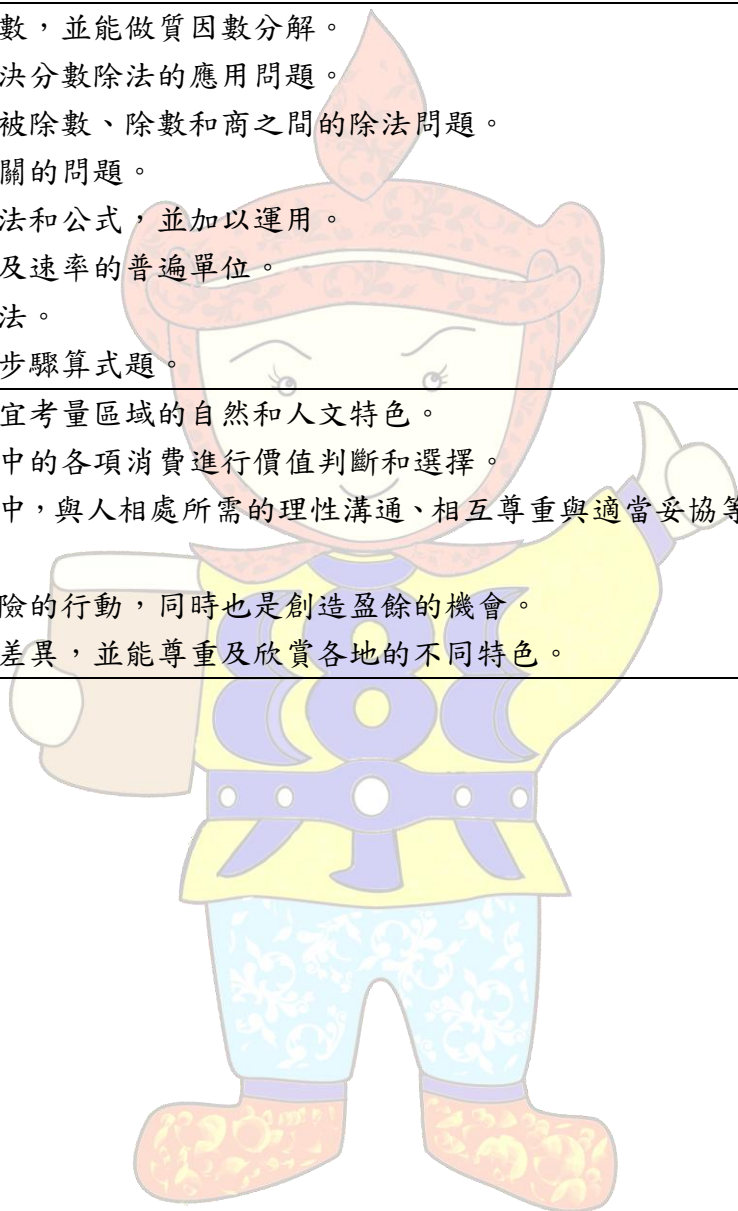 數，並能做質因數分解。
決分數除法的應用問題。
被除數、除數和商之間的除法問題。
關的問題。
法和公式，並加以運用。
及速率的普遍單位。
法。
步驟算式題。
宜考量區域的自然和人文特色。
中的各項消費進行價值判斷和選擇。
中，與人相處所需的理性溝通、相互尊重與適當妥協等
險的行動，同時也是創造盈餘的機會。
差異，並能尊重及欣賞各地的不同特色。